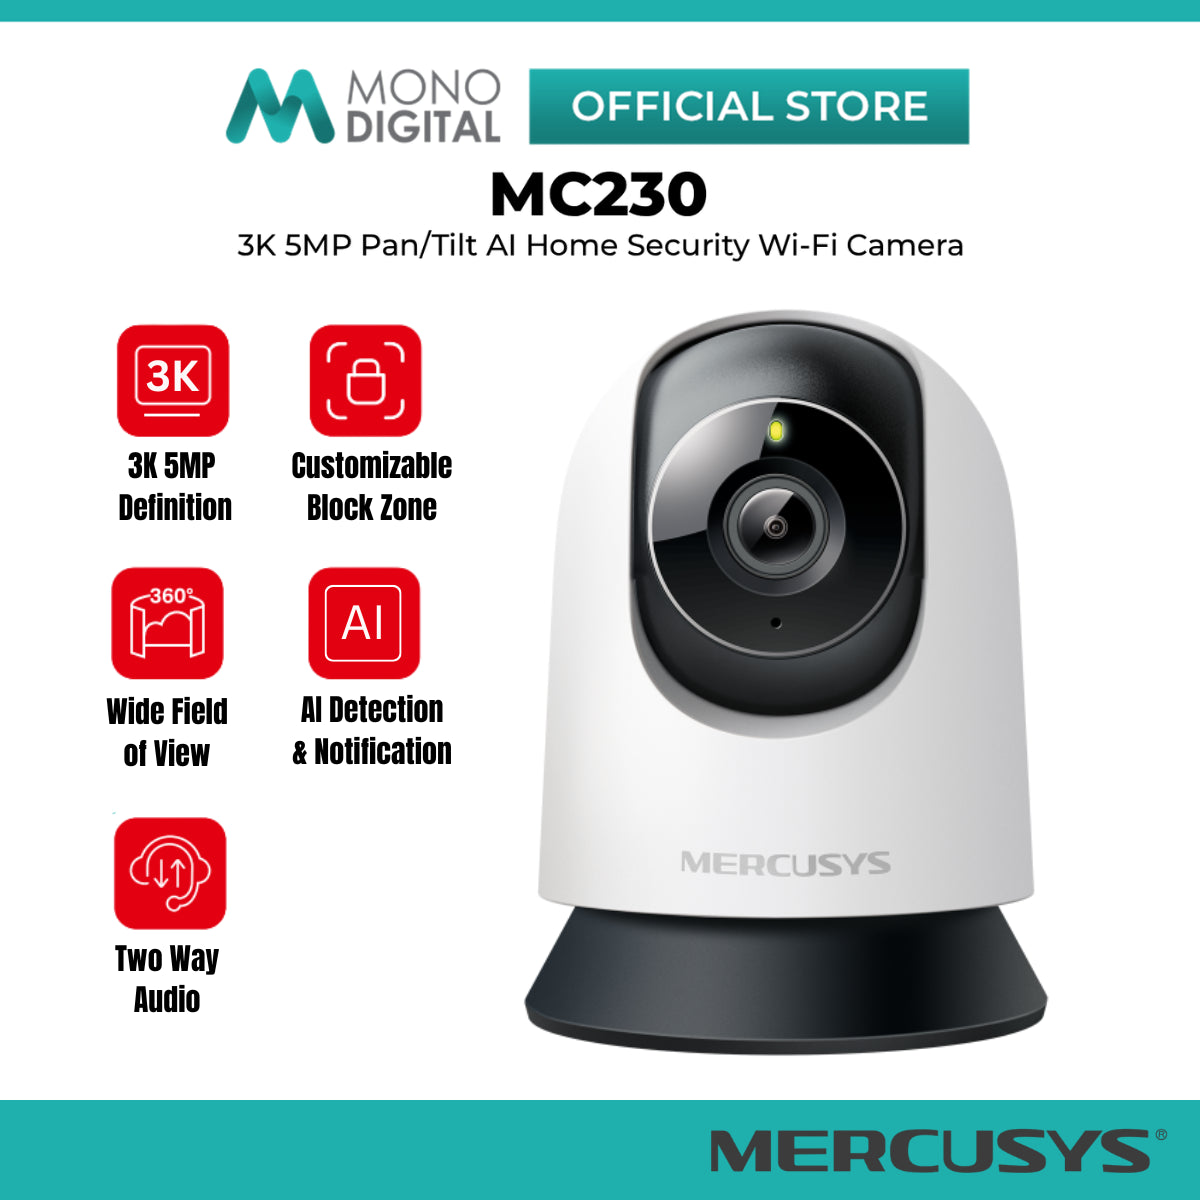 MONO
DIGITAL
OFFICIAL STORE
MC230
3K 5MP Pan/Tilt AI Home Security Wi-Fi Camera
3K
3K 5MP
Definition
Customizable
Block Zone
360°
Wide Field
of View
AI
AI Detection
& Notification
Two Way
Audio
MERCUSYS
MERCUSYS®